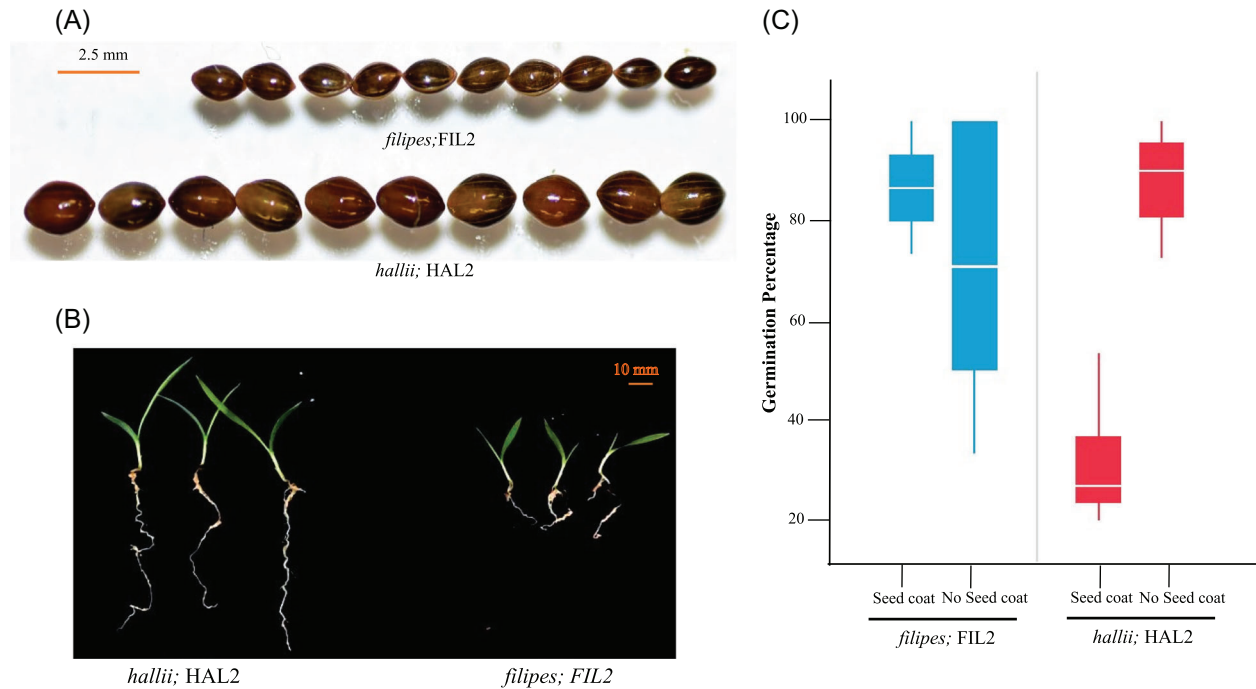 (A)
2.5 mm
filipes;FIL2
hallii; HAL2
(B)
10 mm
hallii; HAL2
filipes; FIL2
(C)
Germination Percentage
100
80
60
40
20
Seed coat No Seed coat Seed coat No Seed coat
filipes; FIL2 hallii; HAL2